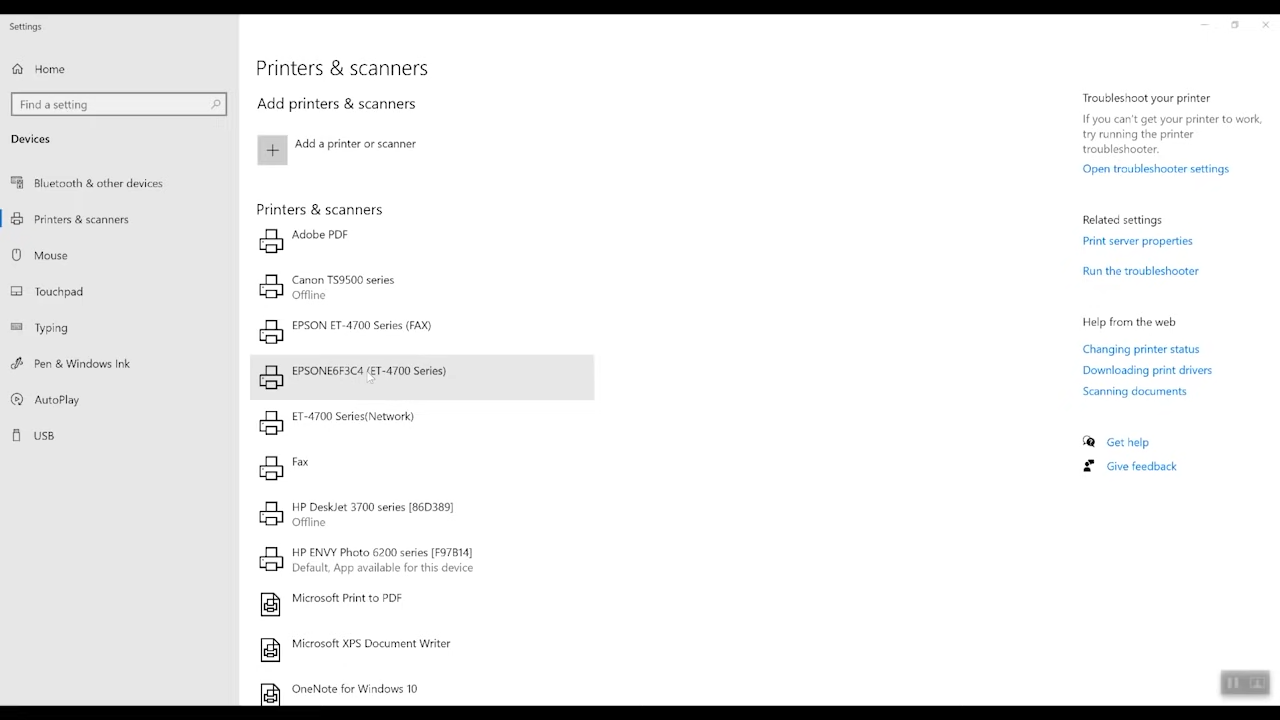 Settings
Home
Find a setting
Devices
Bluetooth & other devices
Printers & scanners
Mouse
Touchpad
Typing
Pen & Windows Ink
AutoPlay
USB
Printers & scanners
Add printers & scanners
Add a printer or scanner
Printers & scanners
Adobe PDF
Canon TS9500 series
Offline
EPSON ET-4700 Series (FAX)
EPSONE6F3C4 (ET-4700 Series)
ET-4700 Series(Network)
Fax
HP DeskJet 3700 series [86D389]
Offline
HP ENVY Photo 6200 series [F97B14]
Default, App available for this device
Microsoft Print to PDF
Microsoft XPS Document Writer
OneNote for Windows 10
Troubleshoot your printer
If you can't get your printer to work,
try running the printer
troubleshooter.
Open troubleshooter settings
Related settings
Print server properties
Run the troubleshooter
Help from the web
Changing printer status
Downloading print drivers
Scanning documents
Get help
Give feedback